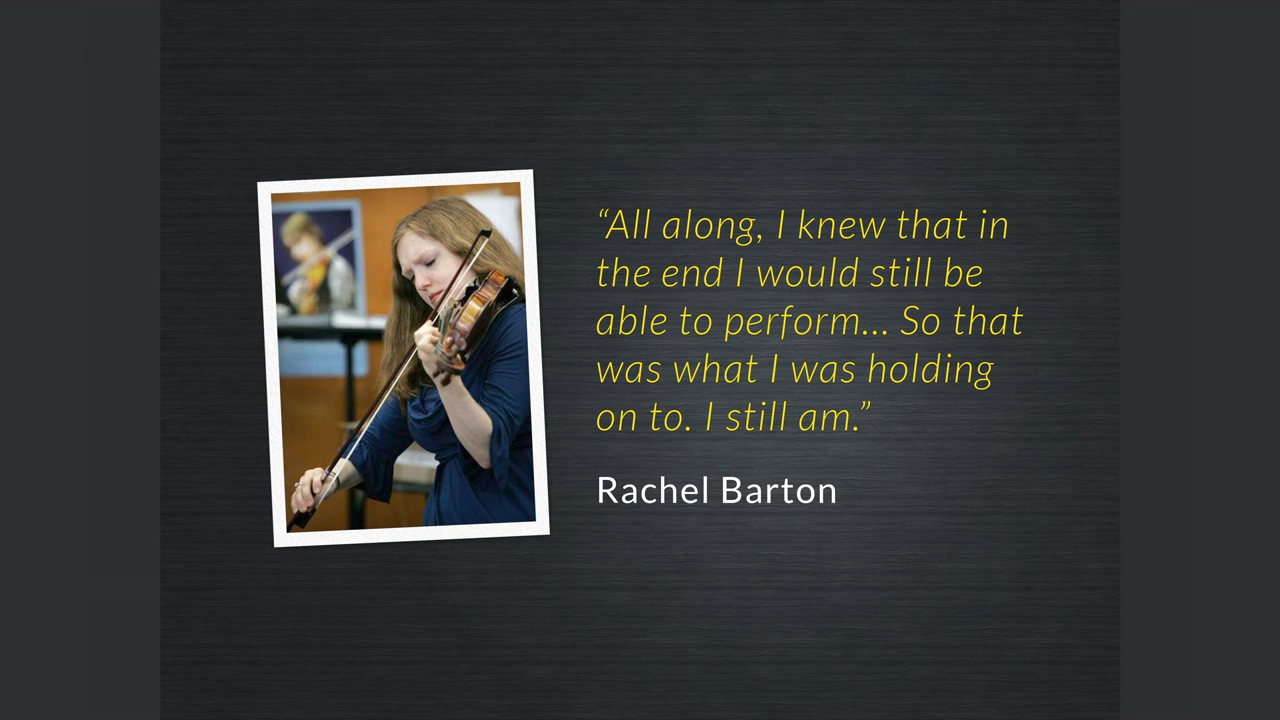 “All along, I knew that in
the end I would still be
able to perform... So that
was what I was holding
on to. I still am.”
Rachel Barton